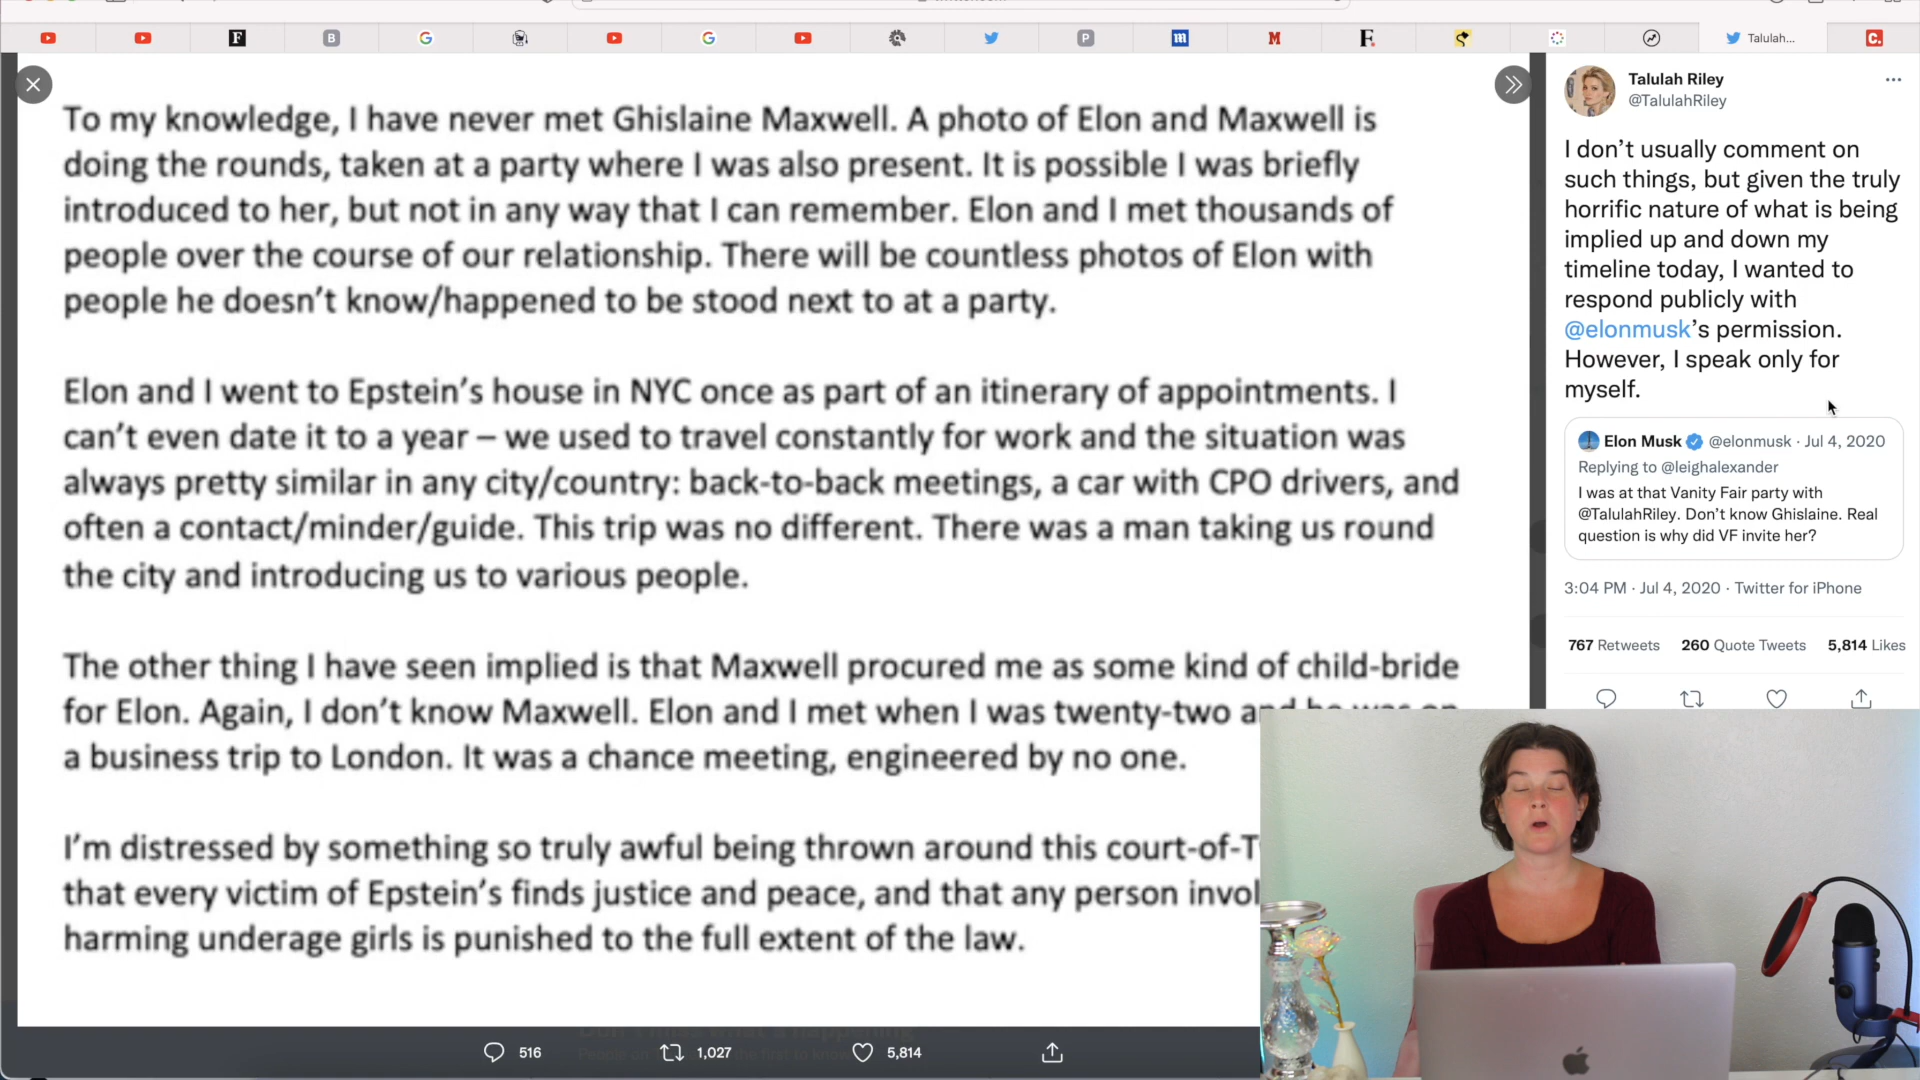 Talulah...
To my knowledge, I have never met Ghislaine Maxwell. A photo of Elon and Maxwell is
doing the rounds, taken at a party where I was also present. It is possible I was briefly
introduced to her, but not in any way that I can remember. Elon and I met thousands of
people over the course of our relationship. There will be countless photos of Elon with
people he doesn't know/happened to be stood next to at a party.
Elon and I went to Epstein's house in NYC once as part of an itinerary of appointments. I
can't even date it to a year – we used to travel constantly for work and the situation was
always pretty similar in any city/country: back-to-back meetings, a car with CPO drivers, and
often a contact/minder/guide. This trip was no different. There was a man taking us round
the city and introducing us to various people.
The other thing I have seen implied is that Maxwell procured me as some kind of child-bride
for Elon. Again, I don't know Maxwell. Elon and I met when I was twenty-two and he was on
a business trip to London. It was a chance meeting, engineered by no one.
I'm distressed by something so truly awful being thrown around this court-of-T
that every victim of Epstein's finds justice and peace, and that any person invol
harming underage girls is punished to the full extent of the law.
516 1,027 5,814
Talulah Riley
@TalulahRiley
I don't usually comment on
such things, but given the truly
horrific nature of what is being
implied up and down my
timeline today, I wanted to
respond publicly with
@elonmusk's permission.
However, I speak only for
myself.
Elon Musk @elonmusk · Jul 4, 2020
Replying to @leighalexander
I was at that Vanity Fair party with
@TalulahRiley. Don't know Ghislaine. Real
question is why did VF invite her?
3:04 PM · Jul 4, 2020 · Twitter for iPhone
767 Retweets 260 Quote Tweets 5,814 Likes